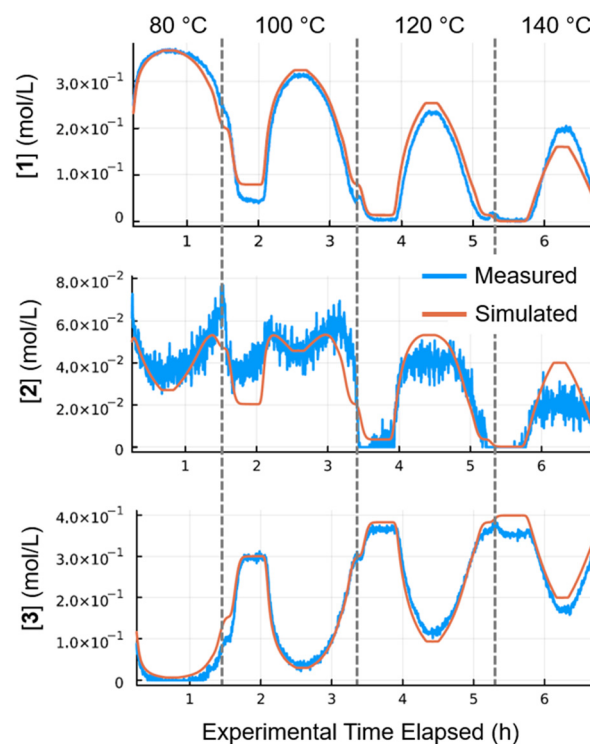 80 °C 100 °C 120 °C 140 °C
[1] (mol/L)
3.0×10⁻¹
2.0×10⁻¹
1.0×10⁻¹
0
1 2 3 4 5 6
[2] (mol/L)
8.0×10⁻²
6.0×10⁻²
4.0×10⁻²
2.0×10⁻²
0
Measured
Simulated
1 2 3 4 5 6
[3] (mol/L)
4.0×10⁻¹
3.0×10⁻¹
2.0×10⁻¹
1.0×10⁻¹
0
1 2 3 4 5 6
Experimental Time Elapsed (h)